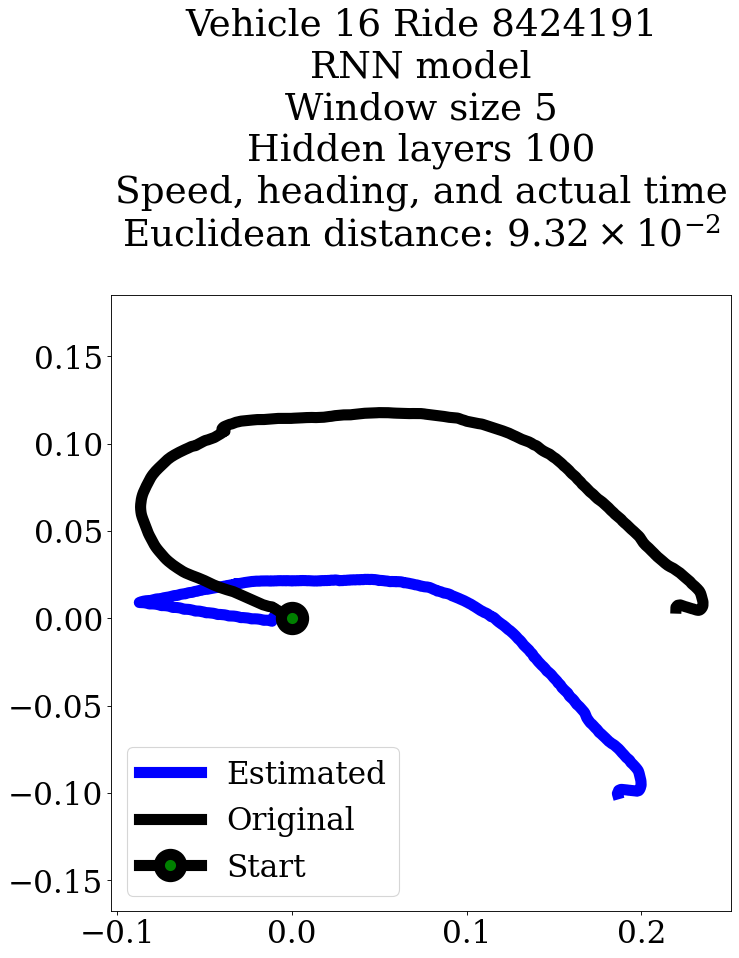 Vehicle 16 Ride 8424191
RNN model
Window size 5
Hidden layers 100
Speed, heading, and actual time
Euclidean distance: 9.32 × 10⁻²
0.15
0.10
0.05
0.00
−0.05
−0.10
−0.15
Estimated
Original
Start
−0.1
0.0
0.1
0.2